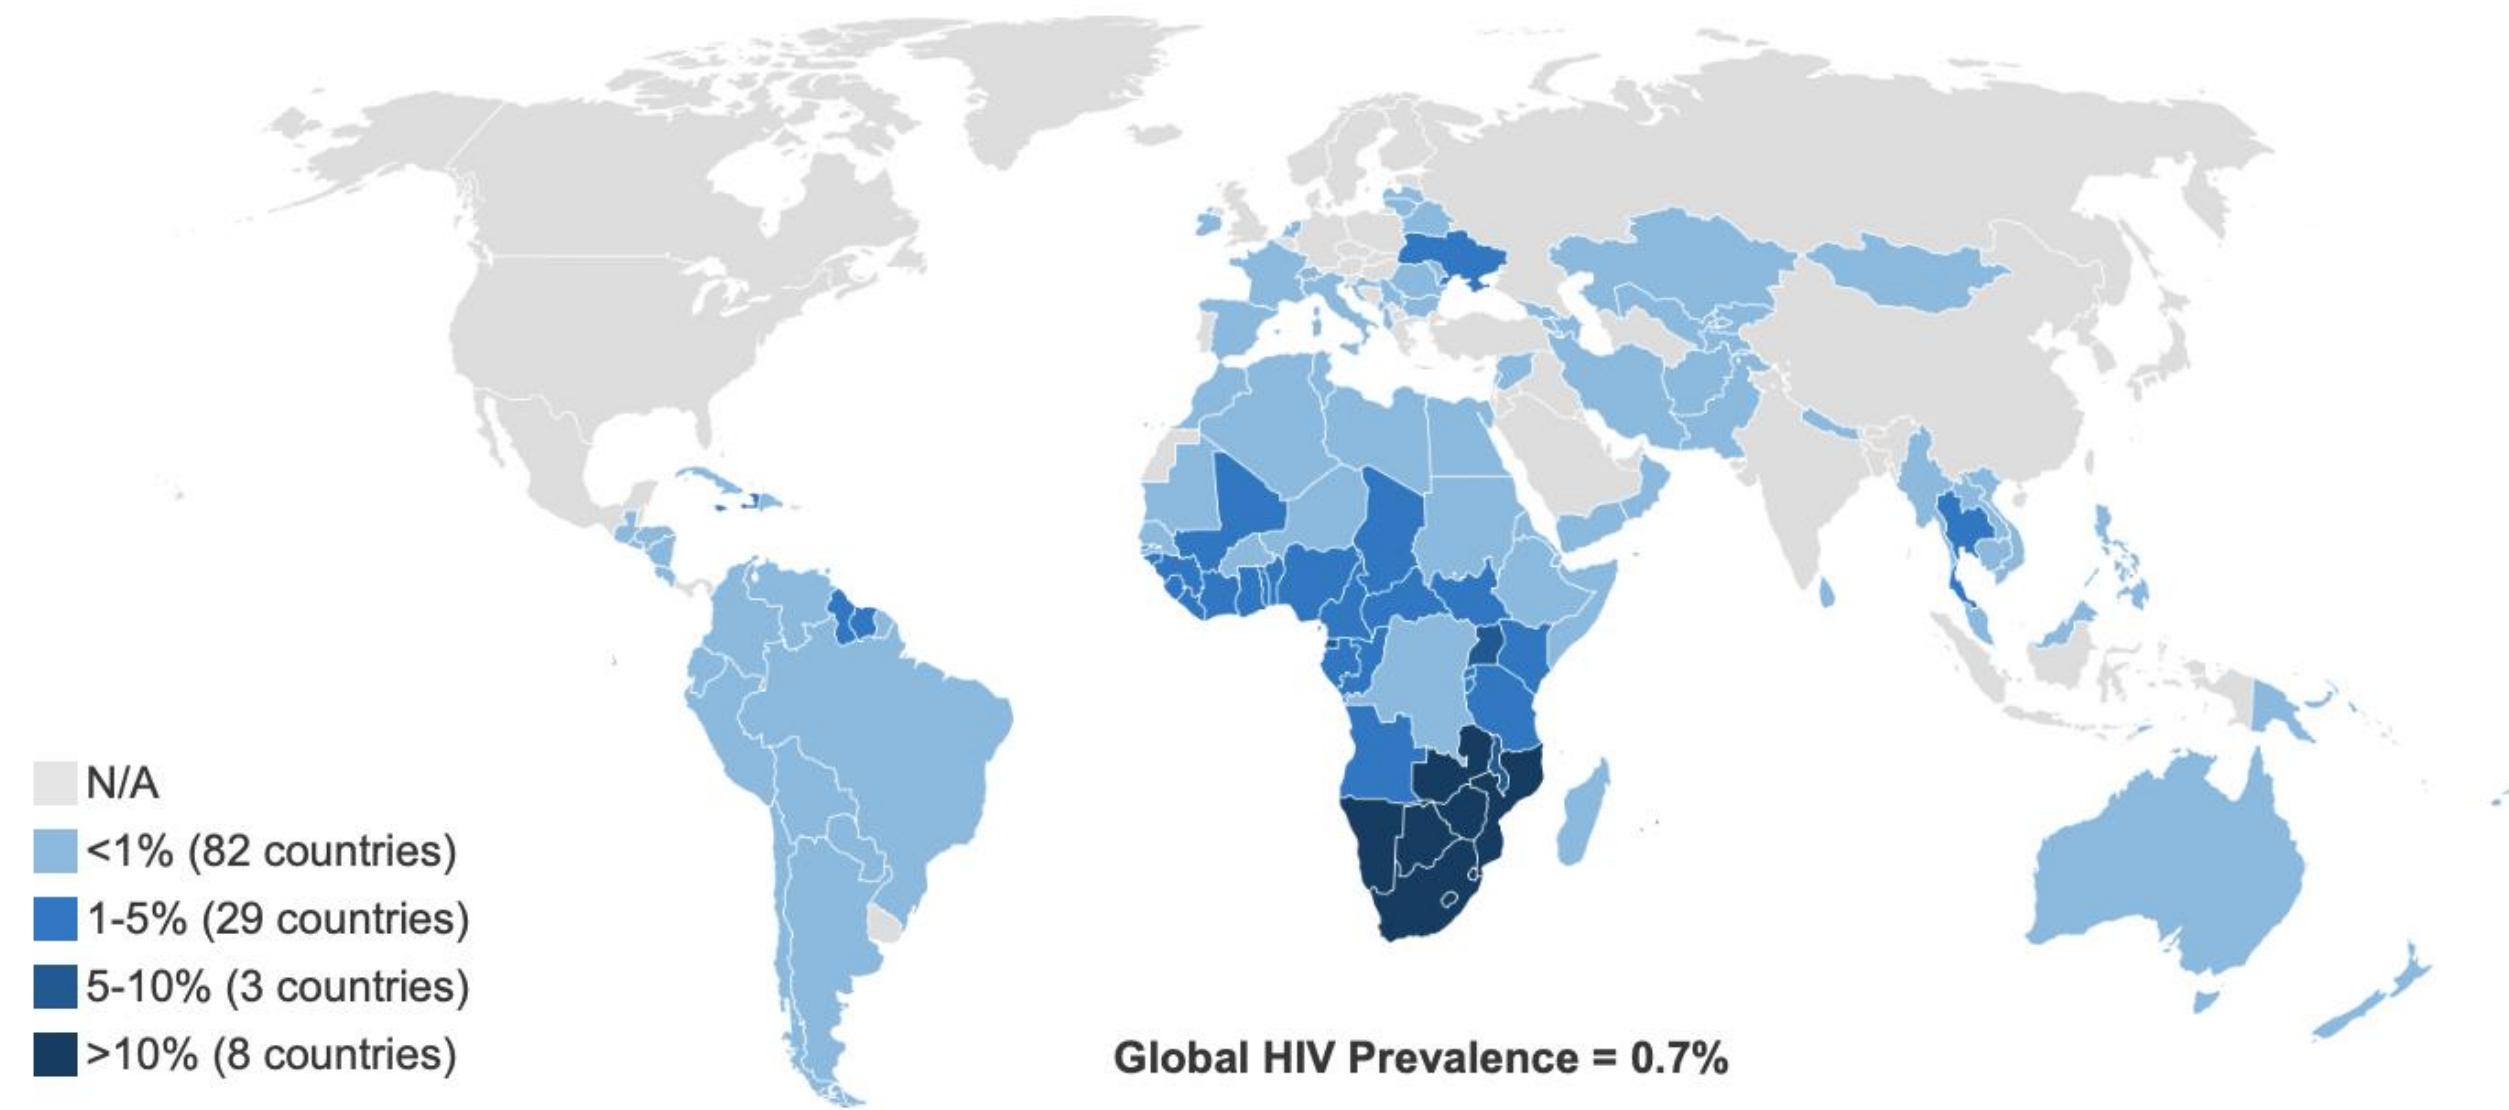 N/A
<1% (82 countries)
1-5% (29 countries)
5-10% (3 countries)
>10% (8 countries)
Global HIV Prevalence = 0.7%